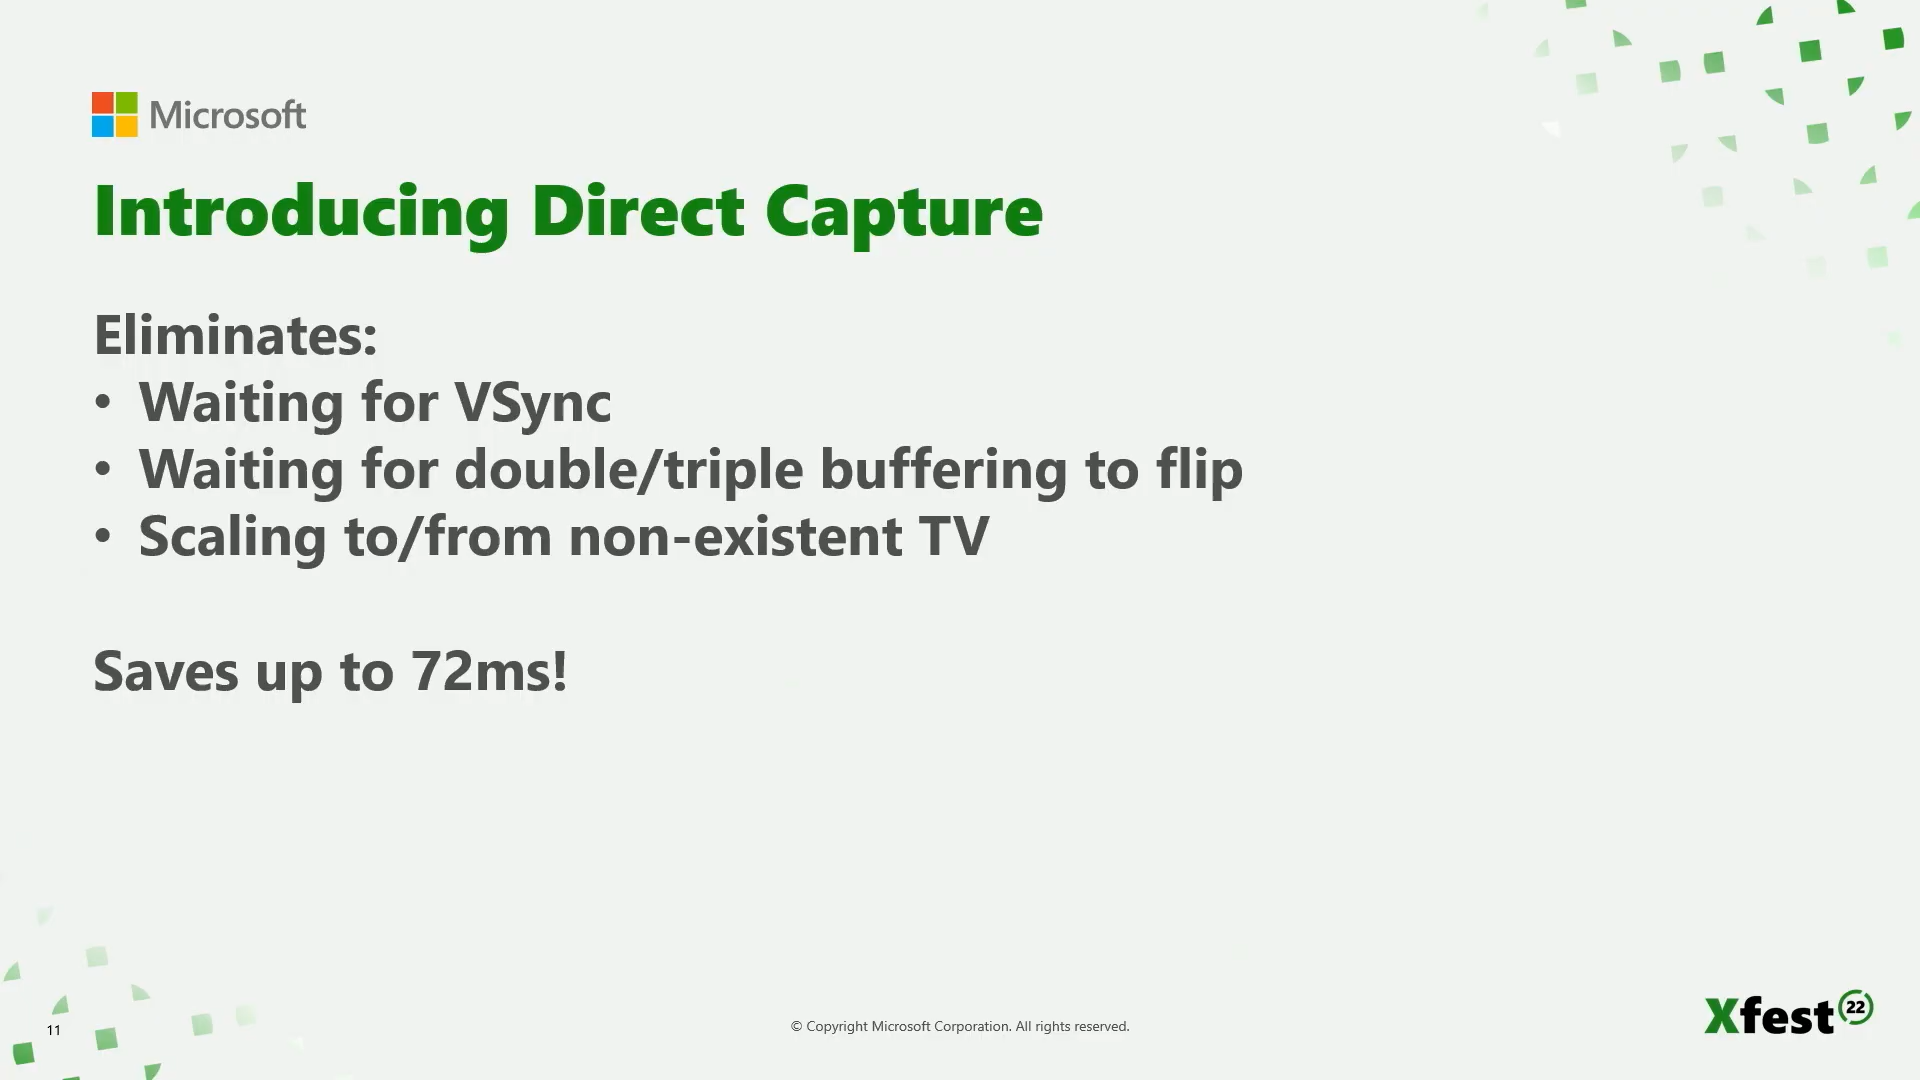 Microsoft
Introducing Direct Capture
Eliminates:
• Waiting for VSync
• Waiting for double/triple buffering to flip
• Scaling to/from non-existent TV
Saves up to 72ms!
11
© Copyright Microsoft Corporation. All rights reserved.
Xfest 22